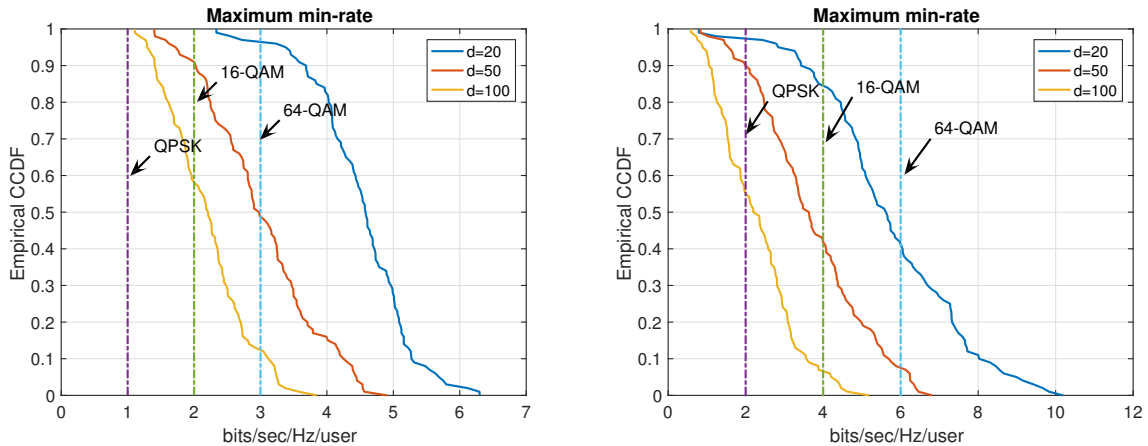 Maximum min-rate
1
0.9
0.8
0.7
0.6
0.5
0.4
0.3
0.2
0.1
0
Empirical CCDF
d=20
d=50
d=100
16-QAM
64-QAM
QPSK
0 1 2 3 4 5 6 7
bits/sec/Hz/user
Maximum min-rate
1
0.9
0.8
0.7
0.6
0.5
0.4
0.3
0.2
0.1
0
Empirical CCDF
d=20
d=50
d=100
QPSK
16-QAM
64-QAM
0 2 4 6 8 10 12
bits/sec/Hz/user